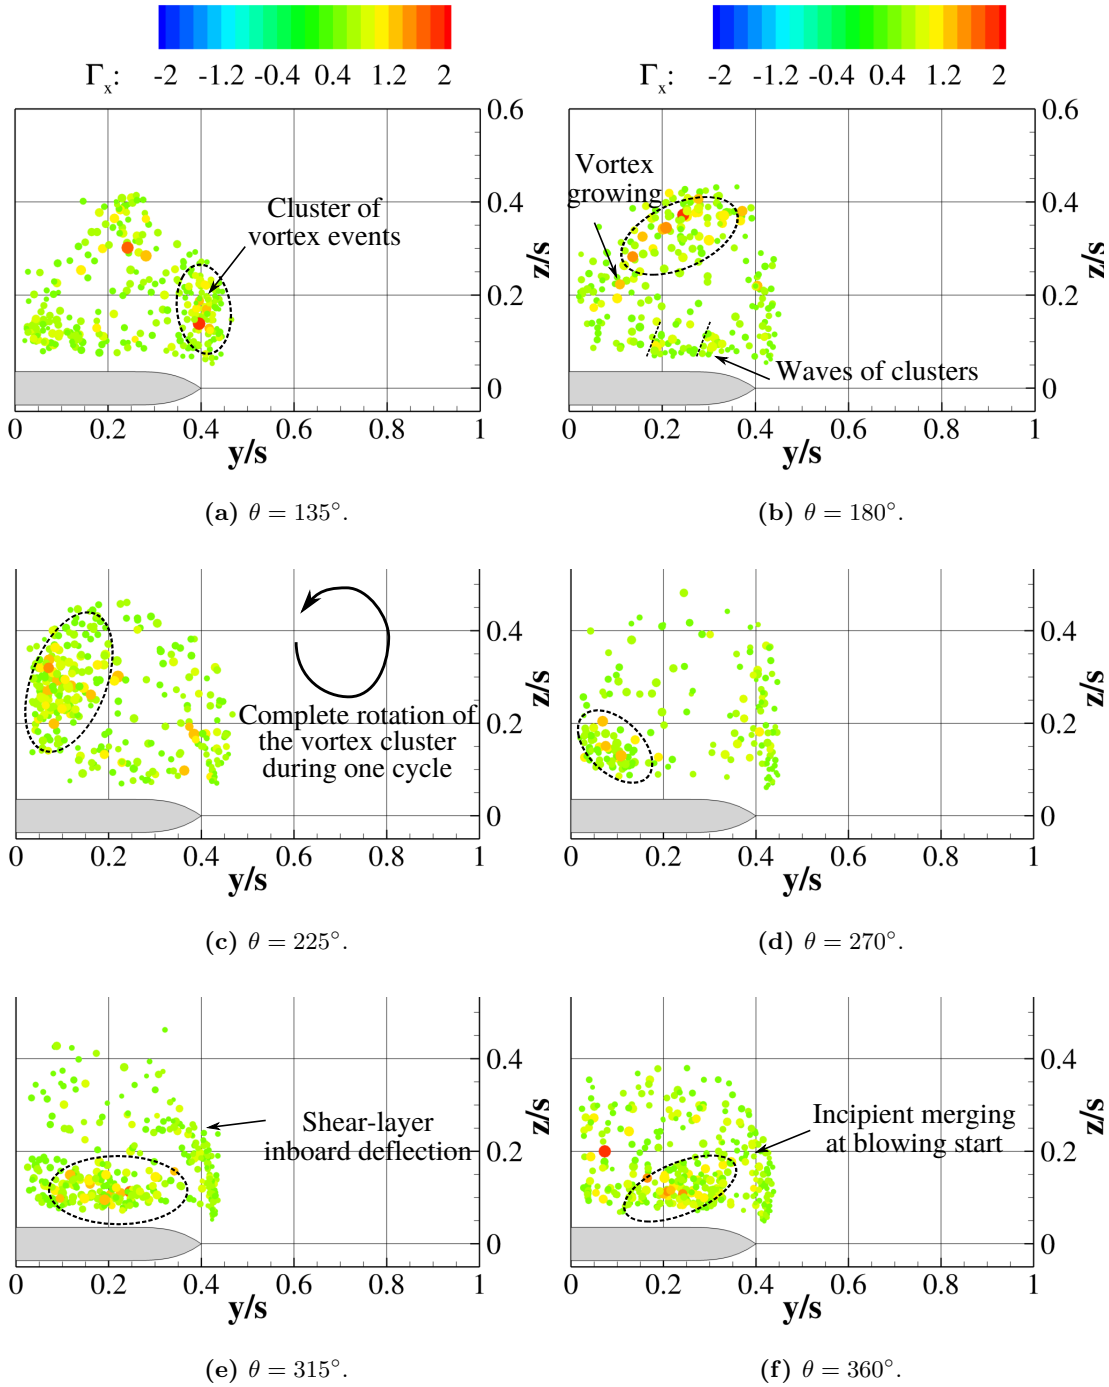 Γx: -2 -1.2 -0.4 0.4 1.2 2
Γx: -2 -1.2 -0.4 0.4 1.2 2
0.6
Cluster of
vortex events
0.4
z/s
0.2
0
0 0.2 0.4 0.6 0.8 1
y/s
(a) θ = 135°.
0.6
Vortex
growing
0.4
z/s
0.2
Waves of clusters
0
0 0.2 0.4 0.6 0.8 1
y/s
(b) θ = 180°.
0.4
z/s
Complete rotation of
the vortex cluster
during one cycle
0.2
0
0 0.2 0.4 0.6 0.8 1
y/s
(c) θ = 225°.
0.4
z/s
0.2
0
0 0.2 0.4 0.6 0.8 1
y/s
(d) θ = 270°.
0.4
z/s
Shear-layer
inboard deflection
0.2
0
0 0.2 0.4 0.6 0.8 1
y/s
(e) θ = 315°.
0.4
z/s
Incipient merging
at blowing start
0.2
0
0 0.2 0.4 0.6 0.8 1
y/s
(f) θ = 360°.